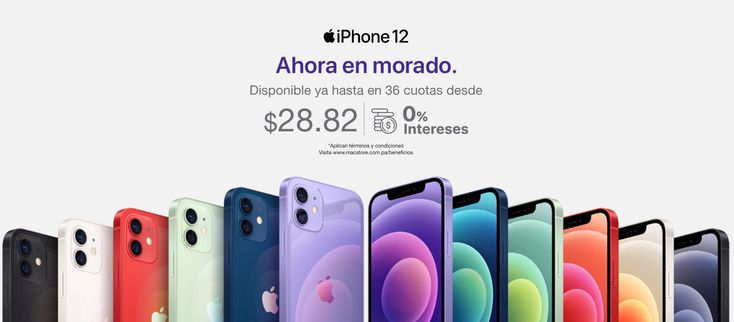 iPhone 12
Ahora en morado.
Disponible ya hasta en 36 cuotas desde
$28.82
0%
Intereses
*Aplican términos y condiciones
Visita www.macstore.com.pa/beneficios